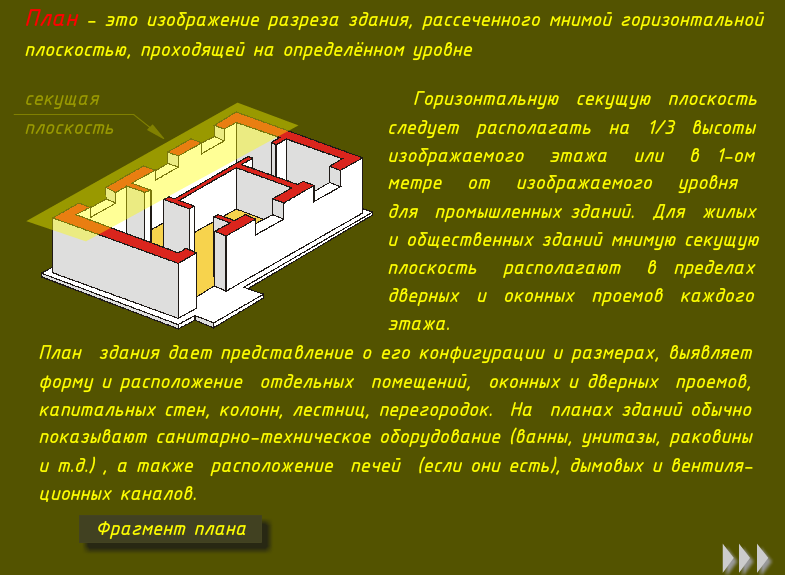 План - это изображение разреза здания, рассеченного мнимой горизонтальной
плоскостью, проходящей на определённом уровне
секущая
плоскость
Горизонтальную секущую плоскость
следует располагать на 1/3 высоты
изображаемого этажа или в 1-ом
метре от изображаемого уровня
для промышленных зданий. Для жилых
и общественных зданий мнимую секущую
плоскость располагают в пределах
дверных и оконных проемов каждого
этажа.
План здания дает представление о его конфигурации и размерах, выявляет
форму и расположение отдельных помещений, оконных и дверных проемов,
капитальных стен, колонн, лестниц, перегородок. На планах зданий обычно
показывают санитарно-техническое оборудование (ванны, унитазы, раковины
и т.д.) , а также расположение печей (если они есть), дымовых и вентиля-
ционных каналов.
Фрагмент плана